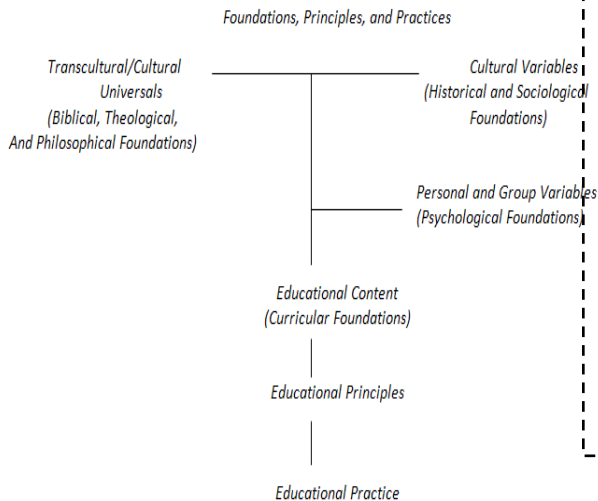 Foundations, Principles, and Practices
Transcultural/Cultural
Universals
(Biblical, Theological,
And Philosophical Foundations)
Cultural Variables
(Historical and Sociological
Foundations)
Personal and Group Variables
(Psychological Foundations)
Educational Content
(Curricular Foundations)
Educational Principles
Educational Practice